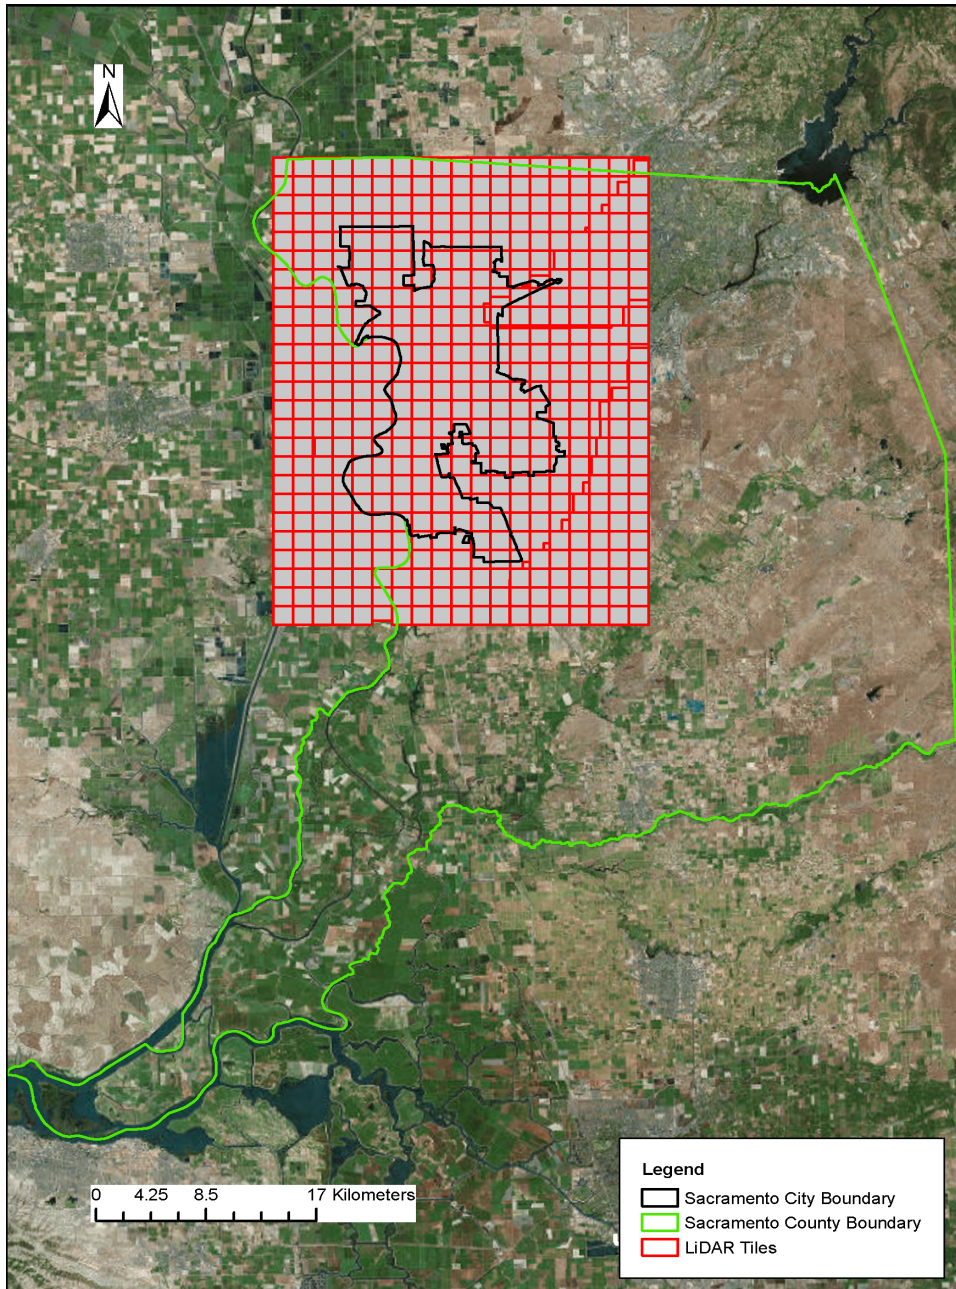 N
0 4.25 8.5 17 Kilometers
Legend
Sacramento City Boundary
Sacramento County Boundary
LiDAR Tiles